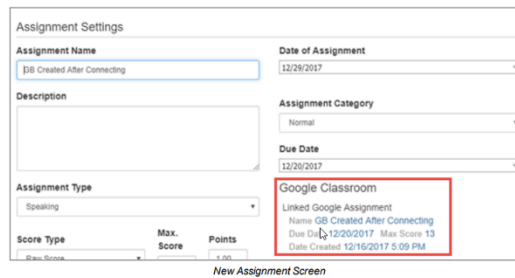 Assignment Settings
Assignment Name
GB Created After Connecting
Date of Assignment
12/29/2017
Description
Assignment Category
Normal
Due Date
12/20/2017
Assignment Type
Speaking
Google Classroom
Linked Google Assignment
Name GB Created After Connecting
Due Da 12/20/2017 Max Score 13
Date Created 12/16/2017 5:09 PM
Score Type
Max. Score
Points
Raw Score
1.00
New Assignment Screen